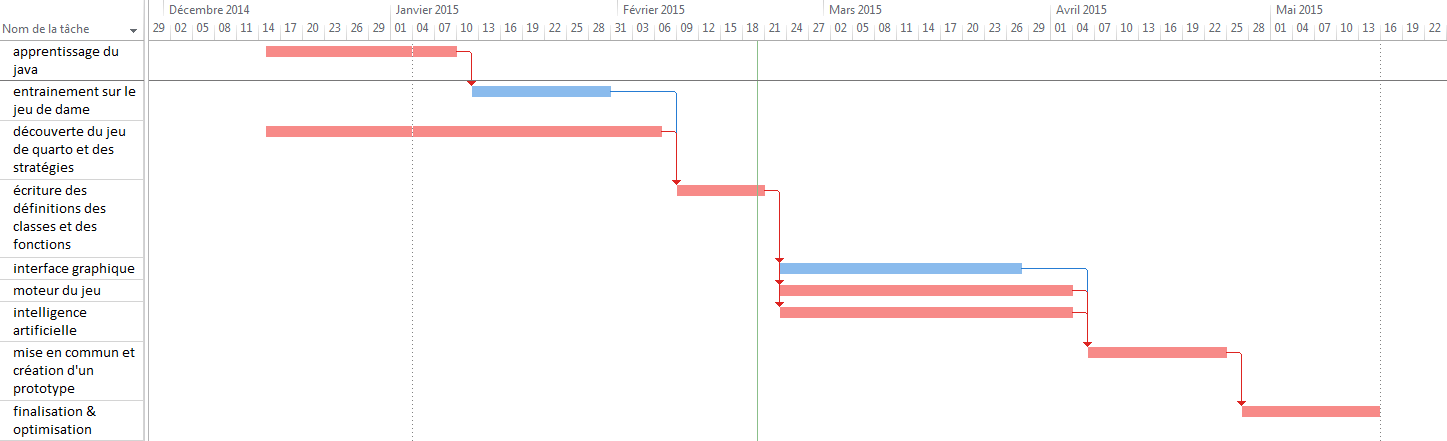 Décembre 2014 Janvier 2015 Février 2015 Mars 2015 Avril 2015 Mai 2015
Nom de la tâche 29 02 05 08 11 14 17 20 23 26 29 01 04 07 10 13 16 19 22 25 28 31 03 06 09 12 15 18 21 24 27 02 05 08 11 14 17 20 23 26 29 01 04 07 10 13 16 19 22 25 28 01 04 07 10 13 16 19 22
apprentissage du
java
entrainement sur le
jeu de dame
découverte du jeu
de quarto et des
stratégies
écriture des
définitions des
classes et des
fonctions
interface graphique
moteur du jeu
intelligence
artificielle
mise en commun et
création d'un
prototype
finalisation &
optimisation